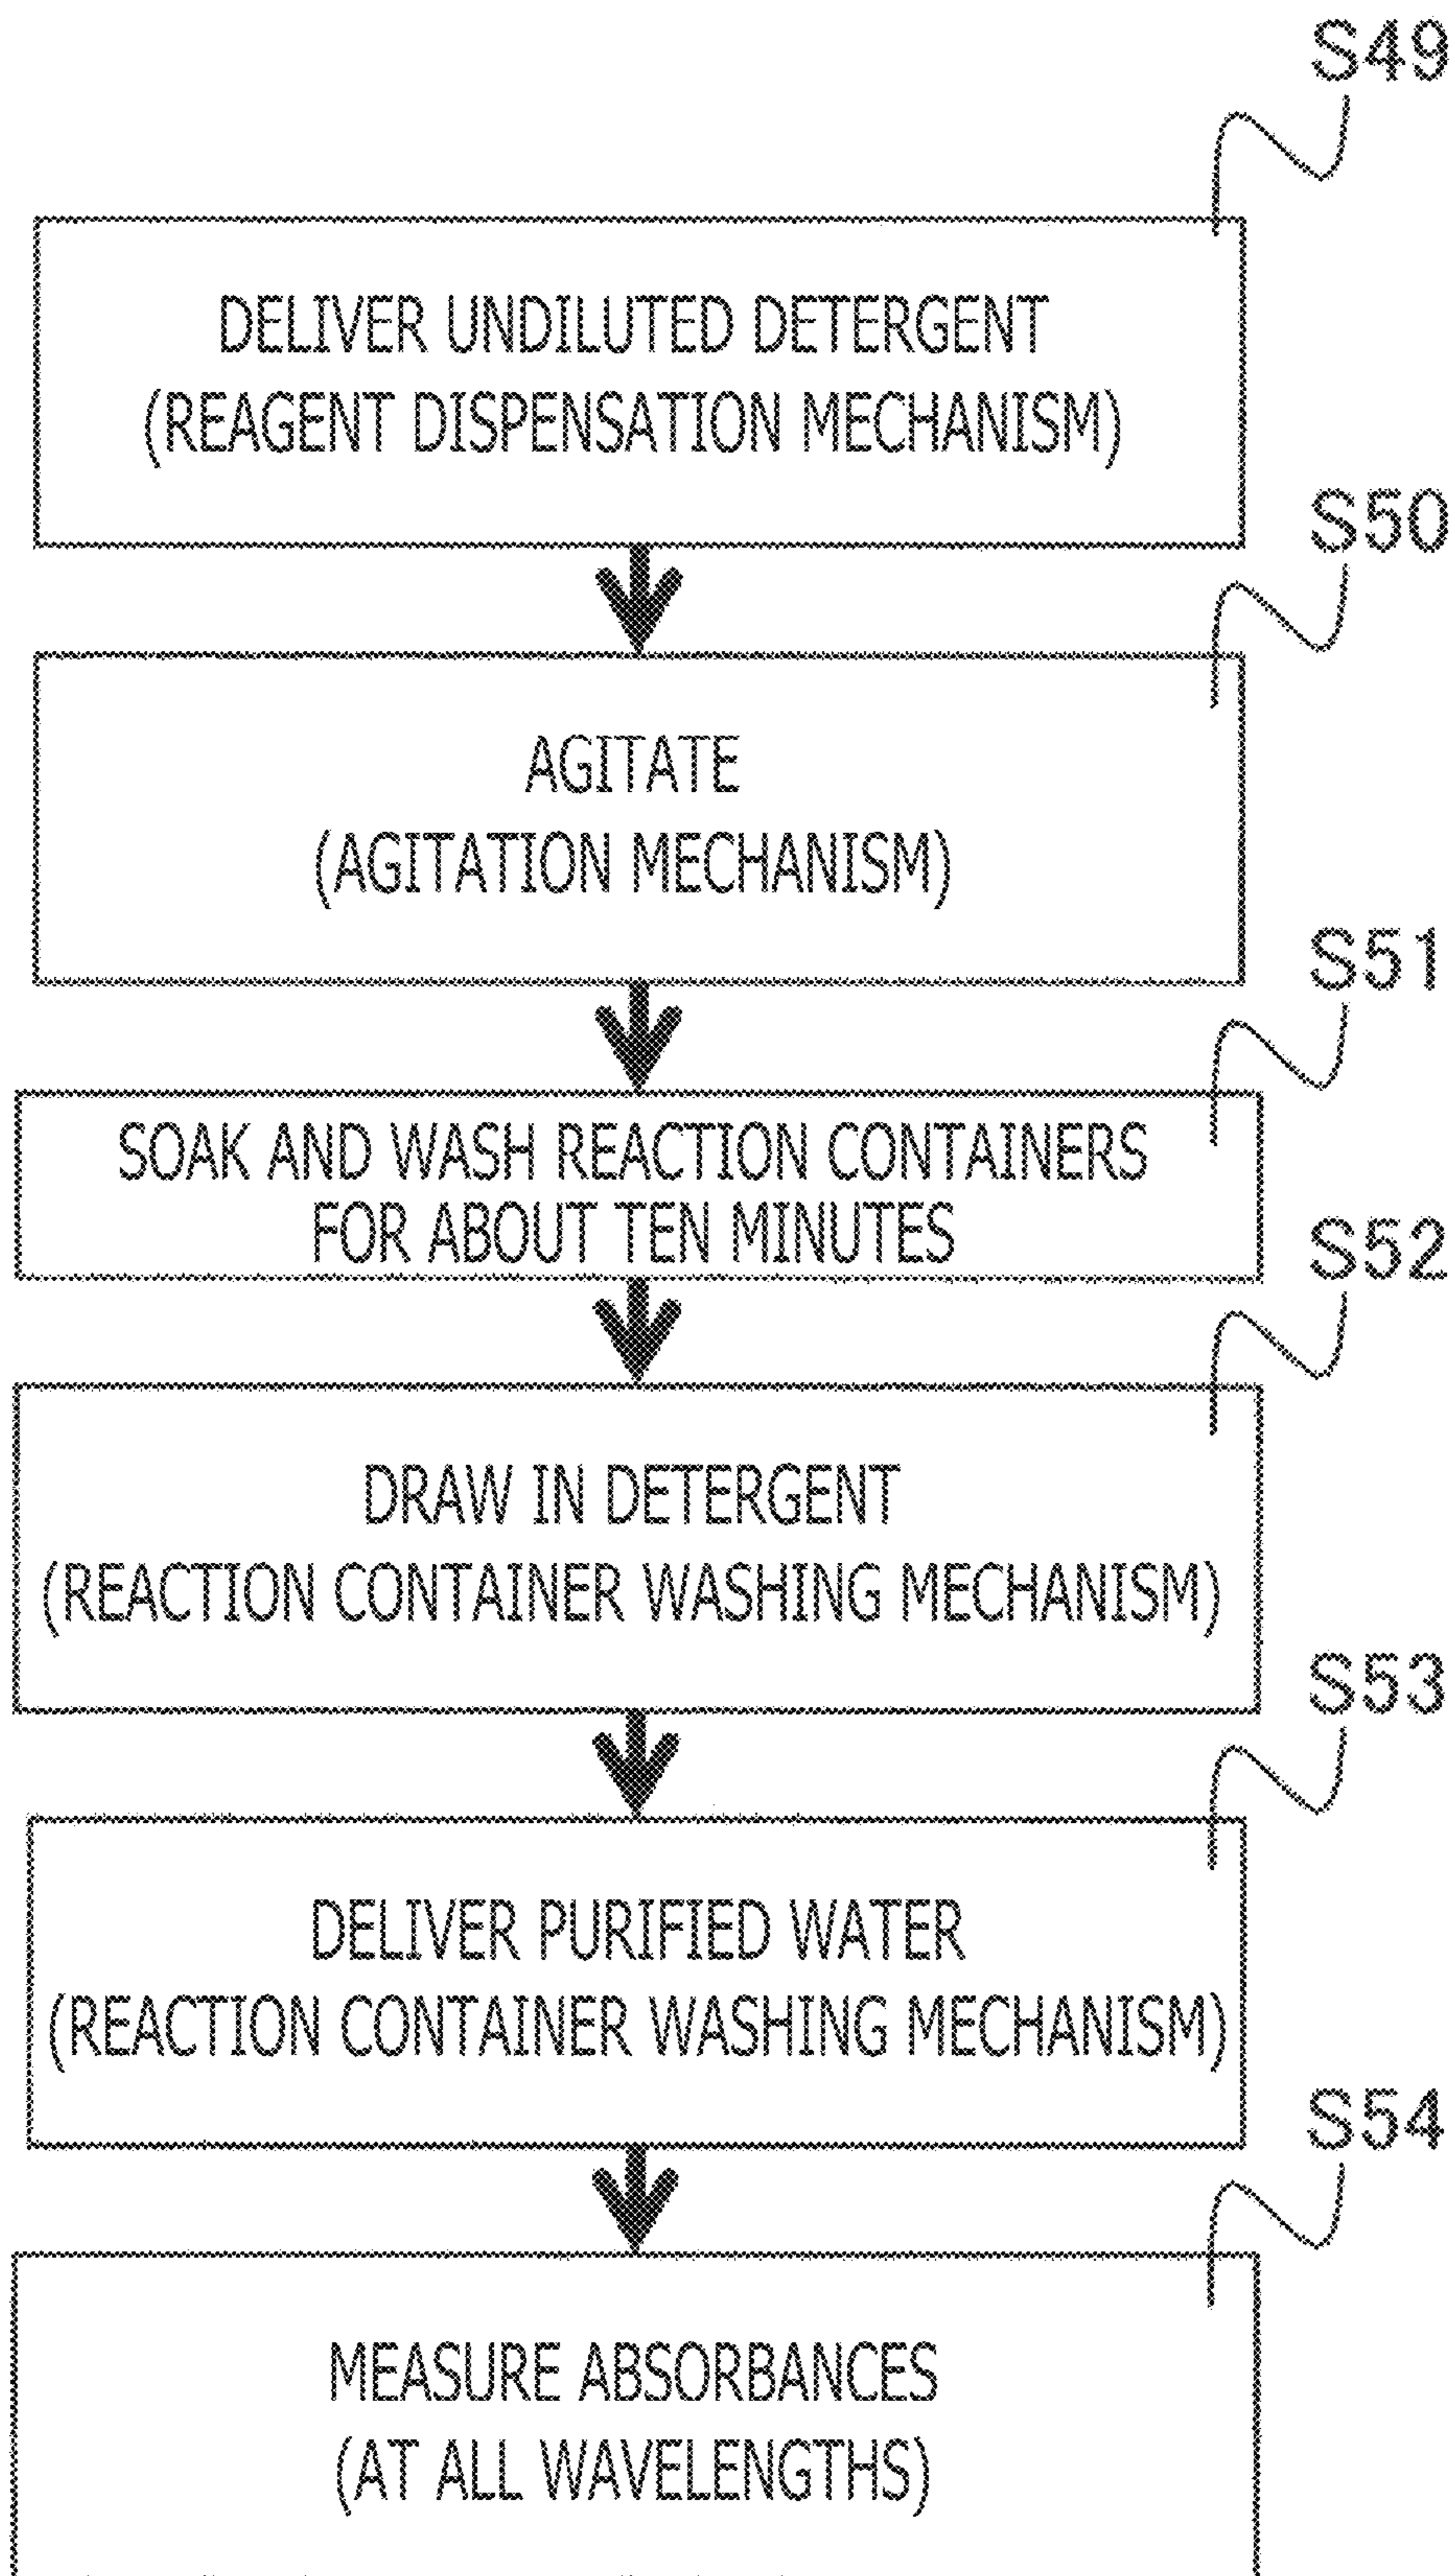 S49
DELIVER UNDILUTED DETERGENT
(REAGENT DISPENSATION MECHANISM)
S50
AGITATE
(AGITATION MECHANISM)
S51
SOAK AND WASH REACTION CONTAINERS
FOR ABOUT TEN MINUTES
S52
DRAW IN DETERGENT
(REACTION CONTAINER WASHING MECHANISM)
S53
DELIVER PURIFIED WATER
(REACTION CONTAINER WASHING MECHANISM)
S54
MEASURE ABSORBANCES
(AT ALL WAVELENGTHS)